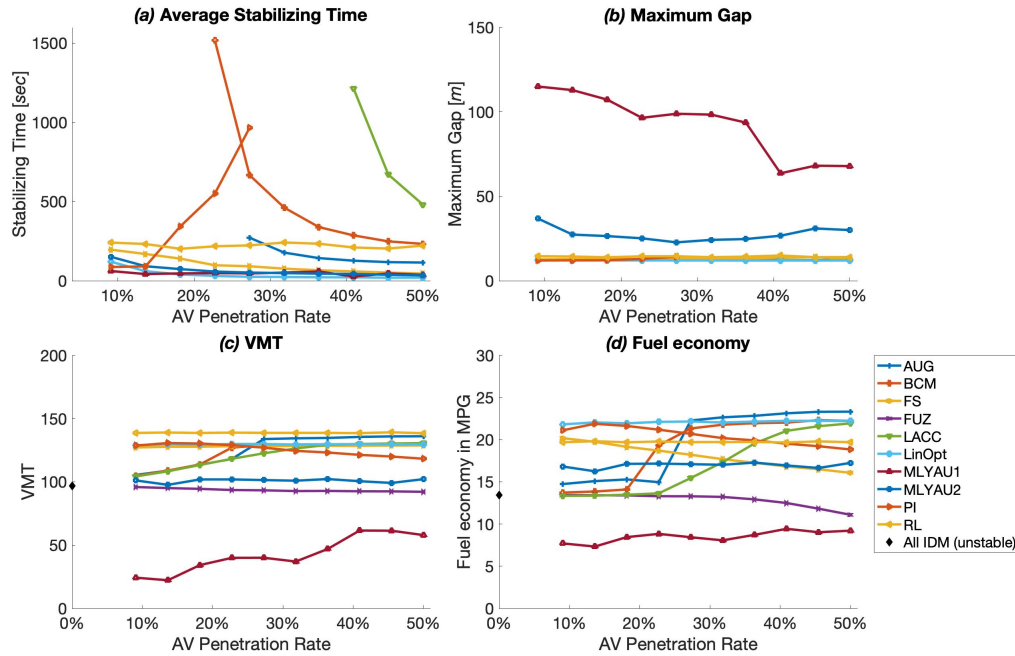 (a) Average Stabilizing Time
1500
1000
500
0
Stabilizing Time [sec]
10% 20% 30% 40% 50%
AV Penetration Rate
(b) Maximum Gap
150
100
50
0
Maximum Gap [m]
10% 20% 30% 40% 50%
AV Penetration Rate
(c) VMT
200
150
100
50
0
VMT
0% 10% 20% 30% 40% 50%
AV Penetration Rate
(d) Fuel economy
30
25
20
15
10
5
0
Fuel economy in MPG
0% 10% 20% 30% 40% 50%
AV Penetration Rate
AUG
BCM
FS
FUZ
LACC
LinOpt
MLYAU1
MLYAU2
PI
RL
All IDM (unstable)